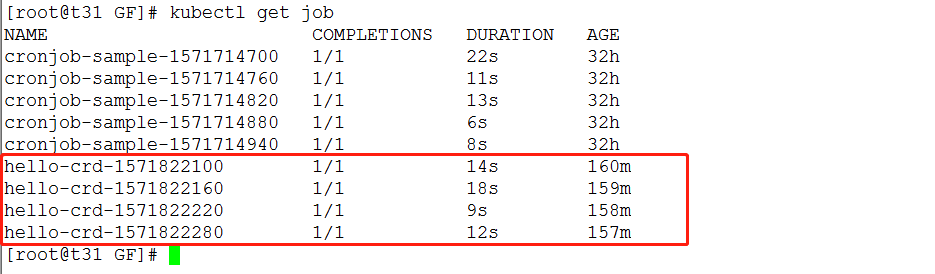 [root@t31 GF]# kubectl get job
NAME COMPLETIONS DURATION AGE
cronjob-sample-1571714700 1/1 22s 32h
cronjob-sample-1571714760 1/1 11s 32h
cronjob-sample-1571714820 1/1 13s 32h
cronjob-sample-1571714880 1/1 6s 32h
cronjob-sample-1571714940 1/1 8s 32h
hello-crd-1571822100 1/1 14s 160m
hello-crd-1571822160 1/1 18s 159m
hello-crd-1571822220 1/1 9s 158m
hello-crd-1571822280 1/1 12s 157m
[root@t31 GF]#